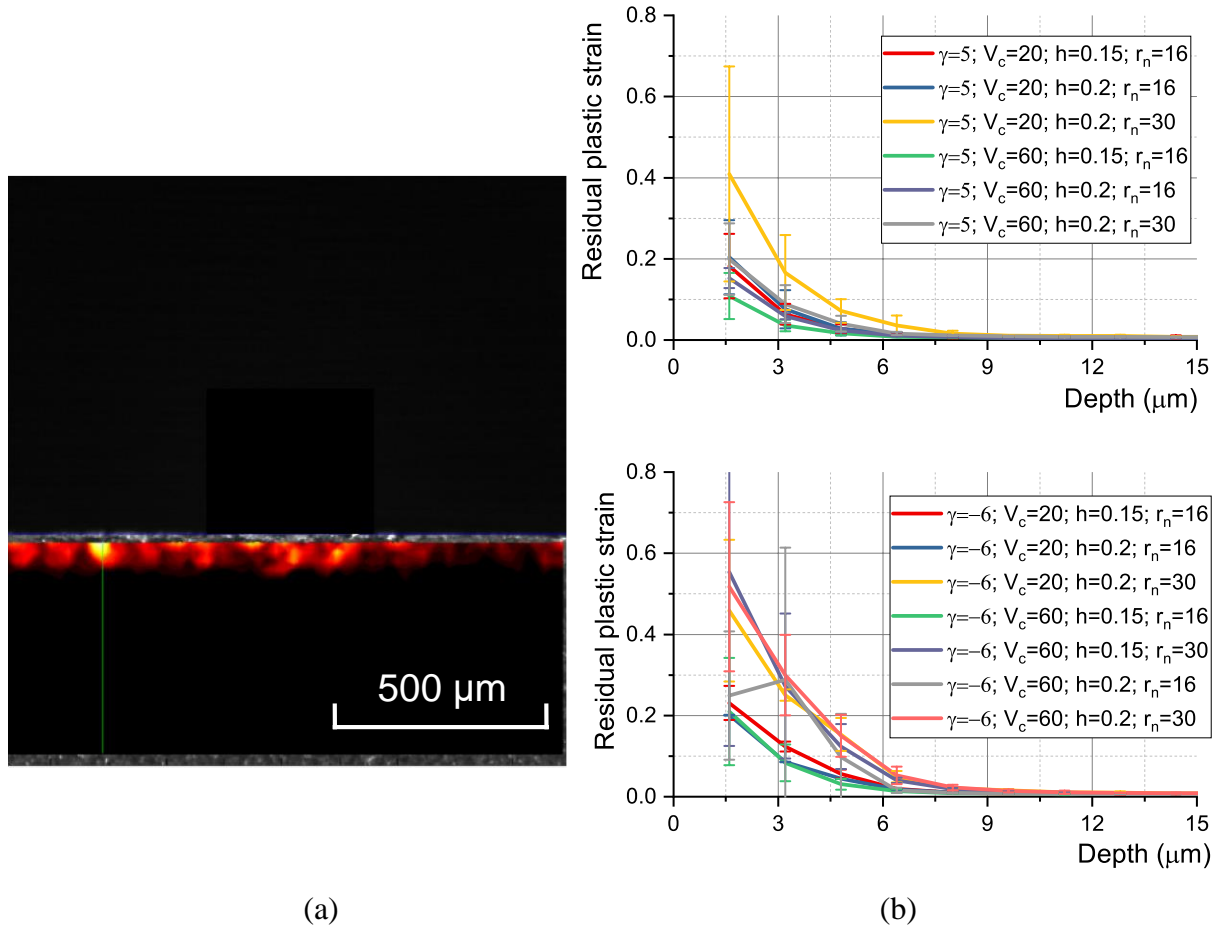 500 μm
(a)
Residual plastic strain
0.8
0.6
0.4
0.2
0.0
γ=5; Vc=20; h=0.15; rn=16
γ=5; Vc=20; h=0.2; rn=16
γ=5; Vc=20; h=0.2; rn=30
γ=5; Vc=60; h=0.15; rn=16
γ=5; Vc=60; h=0.2; rn=16
γ=5; Vc=60; h=0.2; rn=30
0 3 6 9 12 15
Depth (μm)
Residual plastic strain
0.8
0.6
0.4
0.2
0.0
γ=−6; Vc=20; h=0.15; rn=16
γ=−6; Vc=20; h=0.2; rn=16
γ=−6; Vc=20; h=0.2; rn=30
γ=−6; Vc=60; h=0.15; rn=16
γ=−6; Vc=60; h=0.15; rn=30
γ=−6; Vc=60; h=0.2; rn=16
γ=−6; Vc=60; h=0.2; rn=30
0 3 6 9 12 15
Depth (μm)
(b)